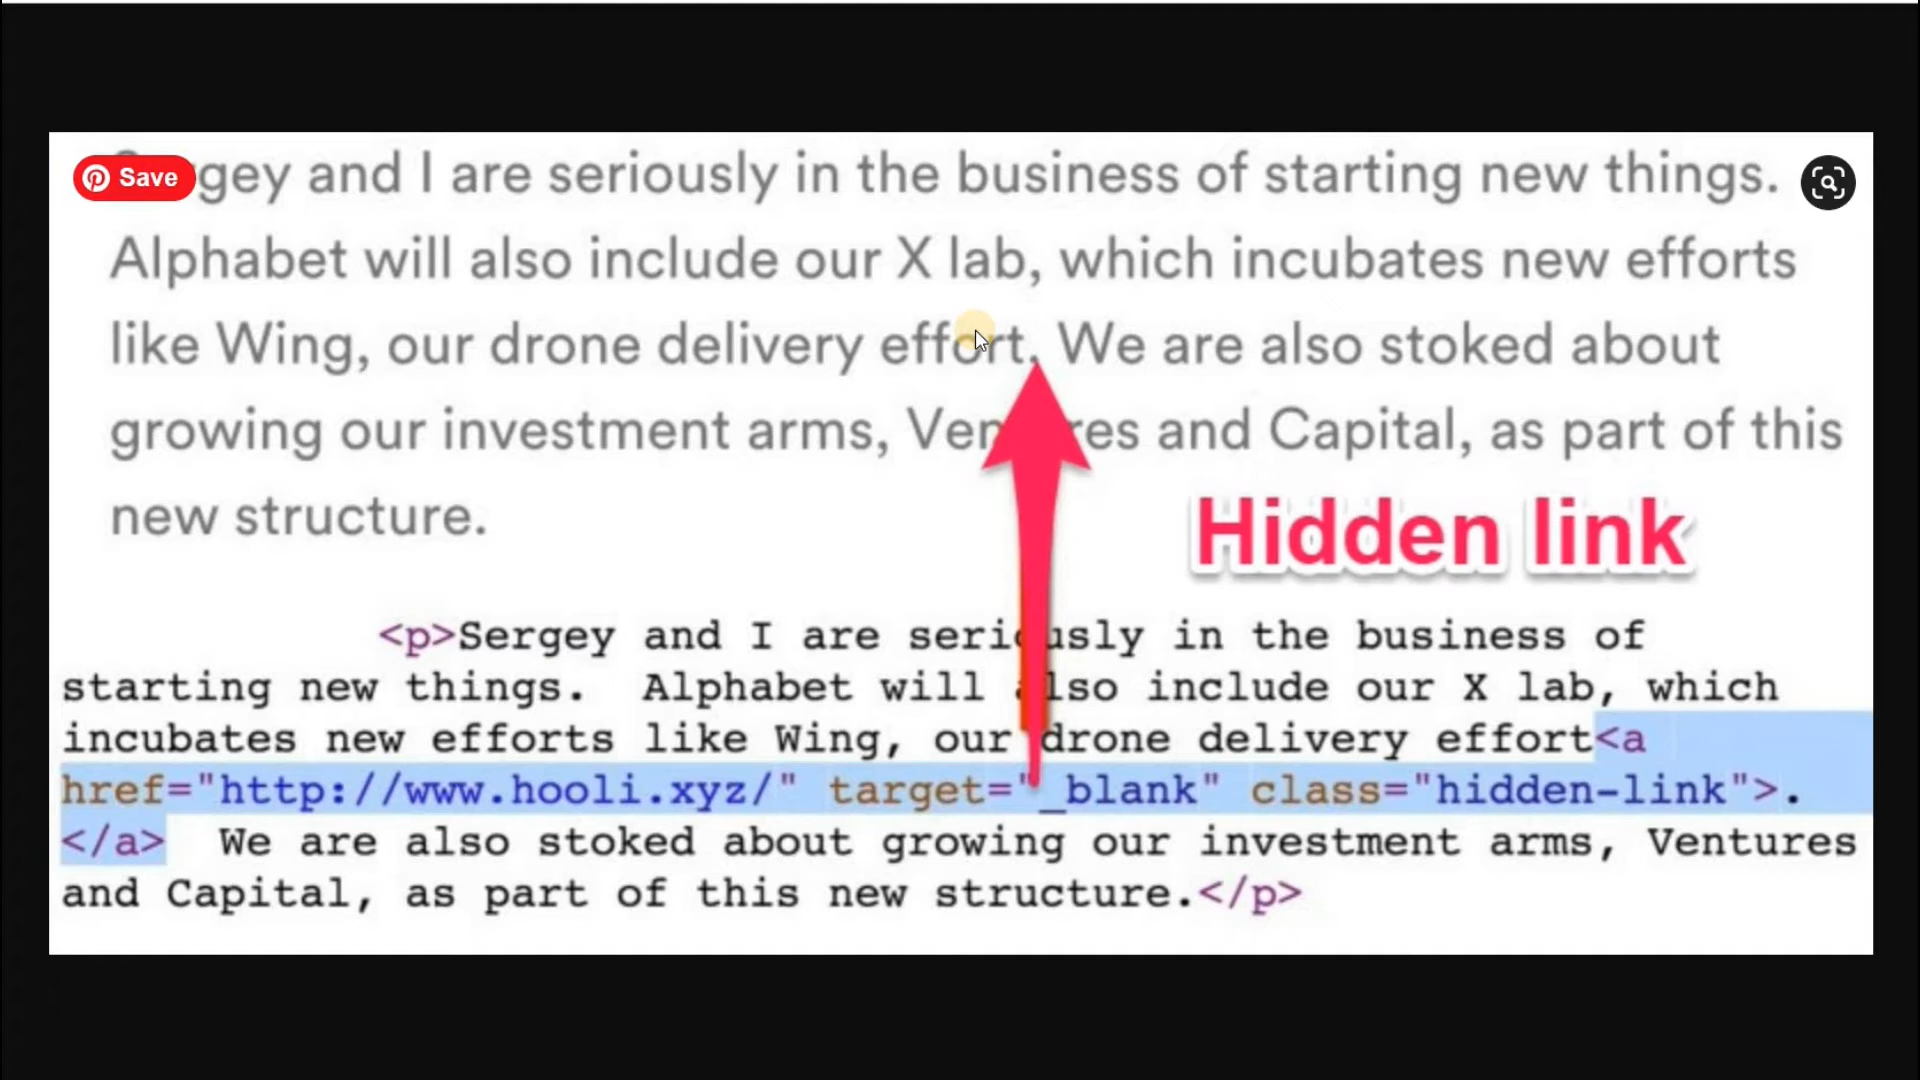 Save
gey and I are seriously in the business of starting new things.
Alphabet will also include our X lab, which incubates new efforts
like Wing, our drone delivery effort. We are also stoked about
growing our investment arms, Ventures and Capital, as part of this
new structure.
Hidden link
<p>Sergey and I are seriously in the business of
starting new things. Alphabet will also include our X lab, which
incubates new efforts like Wing, our drone delivery effort<a
href="http://www.hooli.xyz/" target="_blank" class="hidden-link">.
</a> We are also stoked about growing our investment arms, Ventures
and Capital, as part of this new structure.</p>